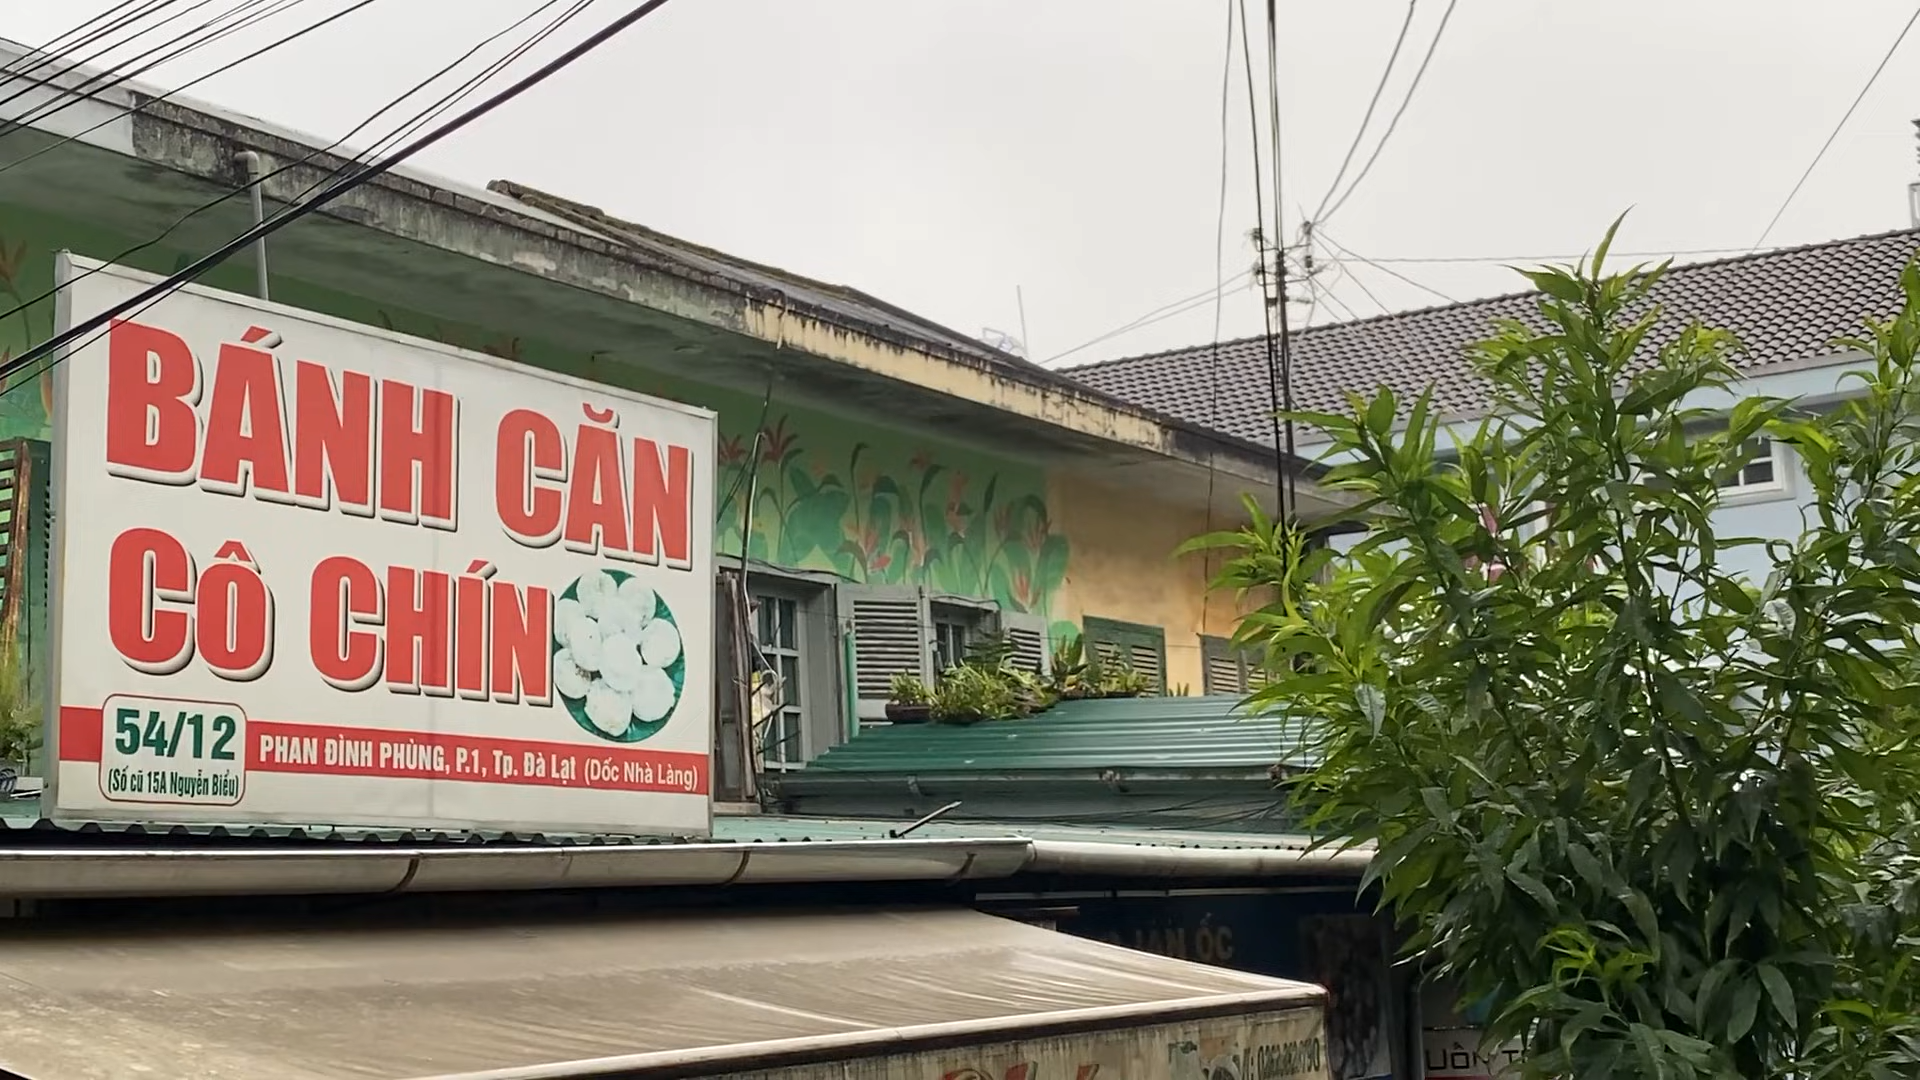 BÁNH CĂN
CÔ CHÍN
54/12
(Số cũ 15A Nguyễn Biểu)
PHAN ĐÌNH PHÙNG, P.1, Tp. Đà Lạt (Dốc Nhà Làng)
ỐC